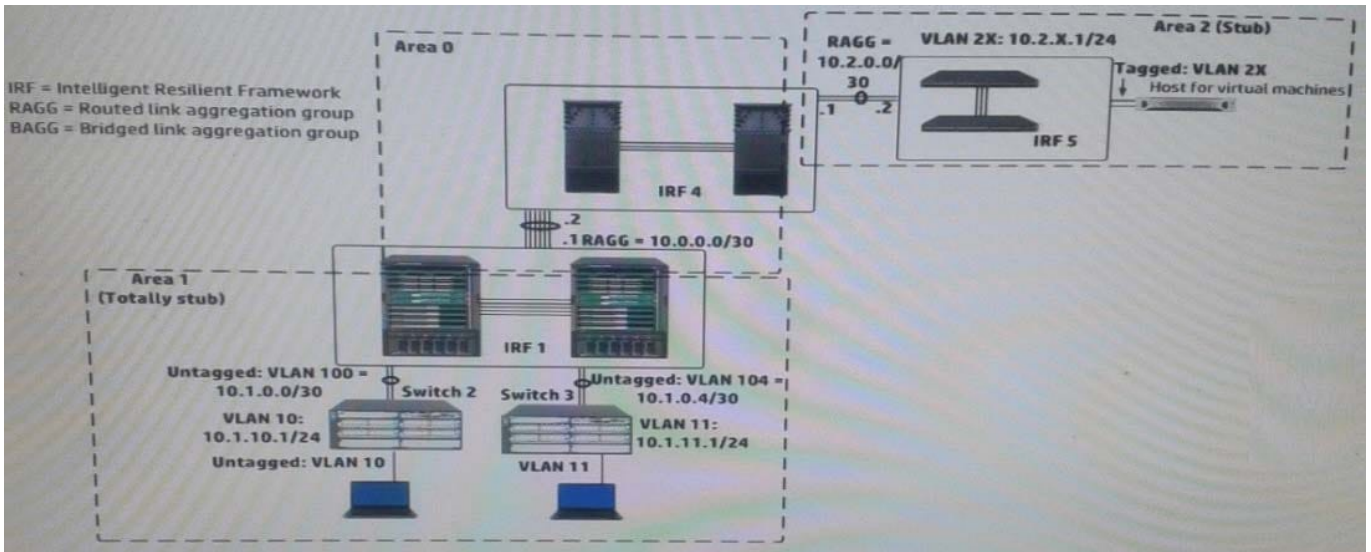 Area 0
IRF = Intelligent Resilient Framework
RAGG = Routed link aggregation group
BAGG = Bridged link aggregation group
IRF 4
.2
.1 RAGG = 10.0.0.0/30
Area 2 (Stub)
RAGG =
10.2.0.0/
30
.1
.2
VLAN 2X: 10.2.X.1/24
Tagged: VLAN 2X
Host for virtual machines
IRF 5
Area 1
(Totally stub)
IRF 1
Untagged: VLAN 100 =
10.1.0.0/30
Switch 2
Switch 3
Untagged: VLAN 104 =
10.1.0.4/30
VLAN 10:
10.1.10.1/24
VLAN 11:
10.1.11.1/24
Untagged: VLAN 10
VLAN 11